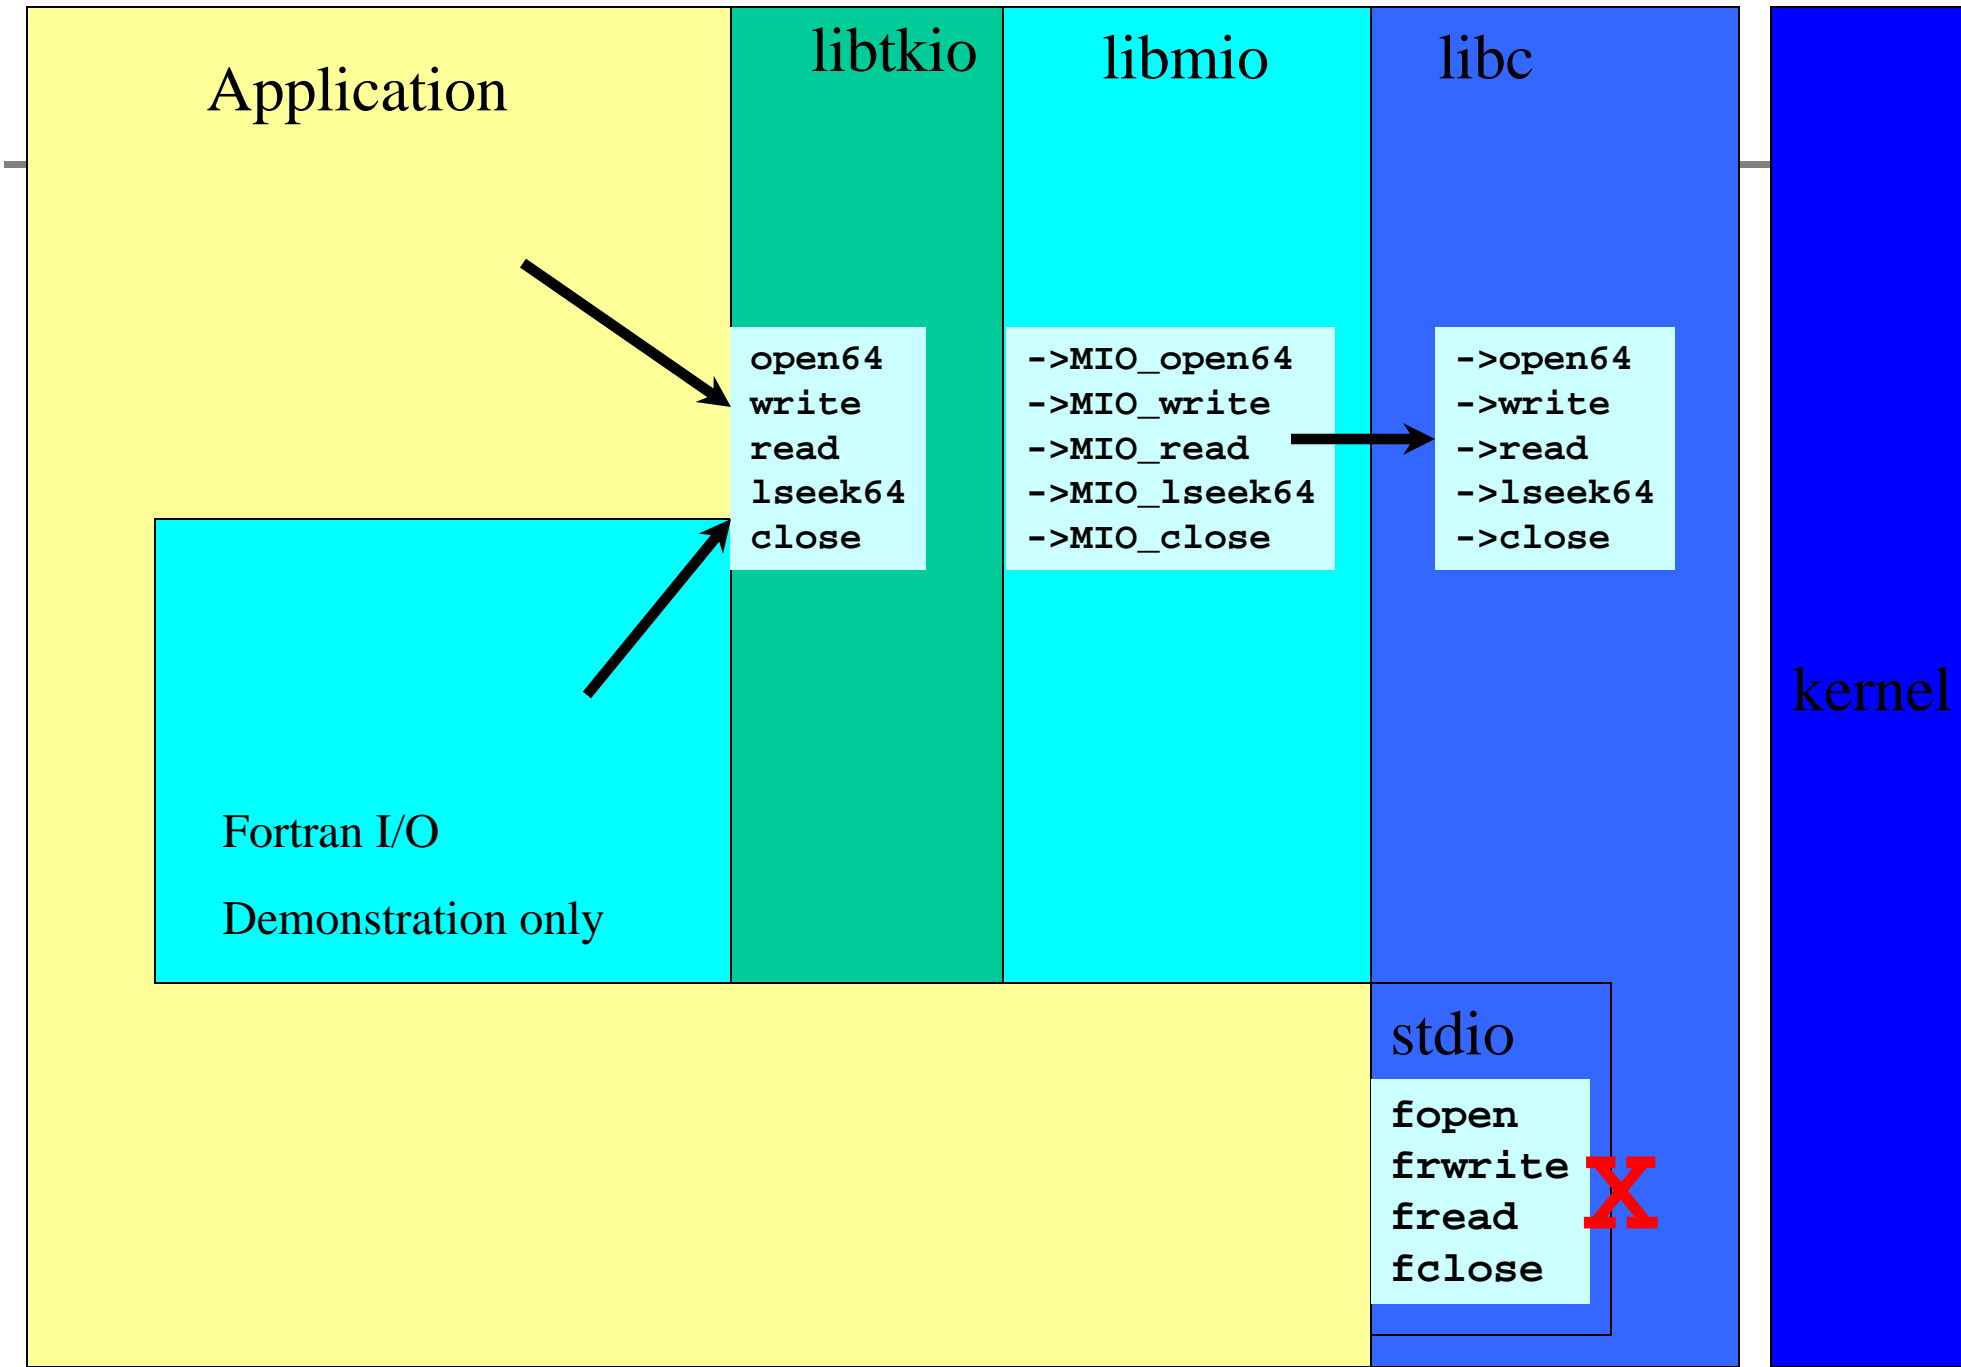 Application
libtkio
libmio
libc
open64
write
read
lseek64
close
->MIO_open64
->MIO_write
->MIO_read
->MIO_lseek64
->MIO_close
->open64
->write
->read
->lseek64
->close
kernel
Fortran I/O
Demonstration only
stdio
fopen
frwrite
fread
fclose
X